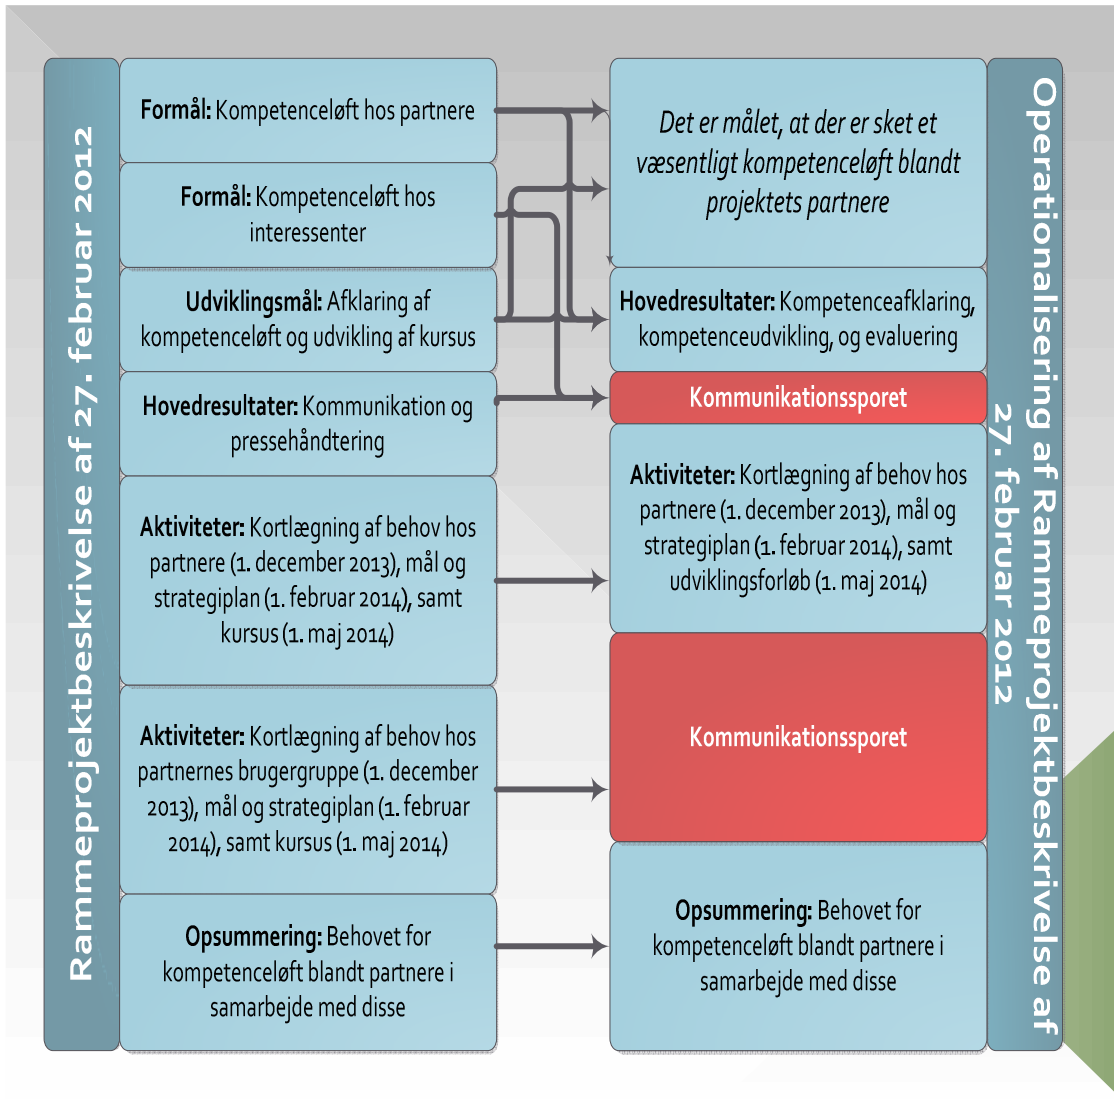 Rammeprojektbeskrivelse af 27. februar 2012
Formål: Kompetenceløft hos partnere
Formål: Kompetenceløft hos
interessenter
Udviklingsmål: Afklaring af
kompetenceløft og udvikling af kursus
Hovedresultater: Kommunikation og
pressehåndtering
Aktiviteter: Kortlægning af behov hos
partnere (1. december 2013), mål og
strategiplan (1. februar 2014), samt
kursus (1. maj 2014)
Aktiviteter: Kortlægning af behov hos
partnernes brugergruppe (1. december
2013), mål og strategiplan (1. februar
2014), samt kursus (1. maj 2014)
Opsummering: Behovet for
kompetenceløft blandt partnere i
samarbejde med disse
Det er målet, at der er sket et
væsentligt kompetenceløft blandt
projektets partnere
Hovedresultater: Kompetenceafklaring,
kompetenceudvikling, og evaluering
Kommunikationssporet
Aktiviteter: Kortlægning af behov hos
partnere (1. december 2013), mål og
strategiplan (1. februar 2014), samt
udviklingsforløb (1. maj 2014)
Kommunikationssporet
Opsummering: Behovet for
kompetenceløft blandt partnere i
samarbejde med disse
Operationalisering af Rammeprojektbeskrivelse af
27. februar 2012